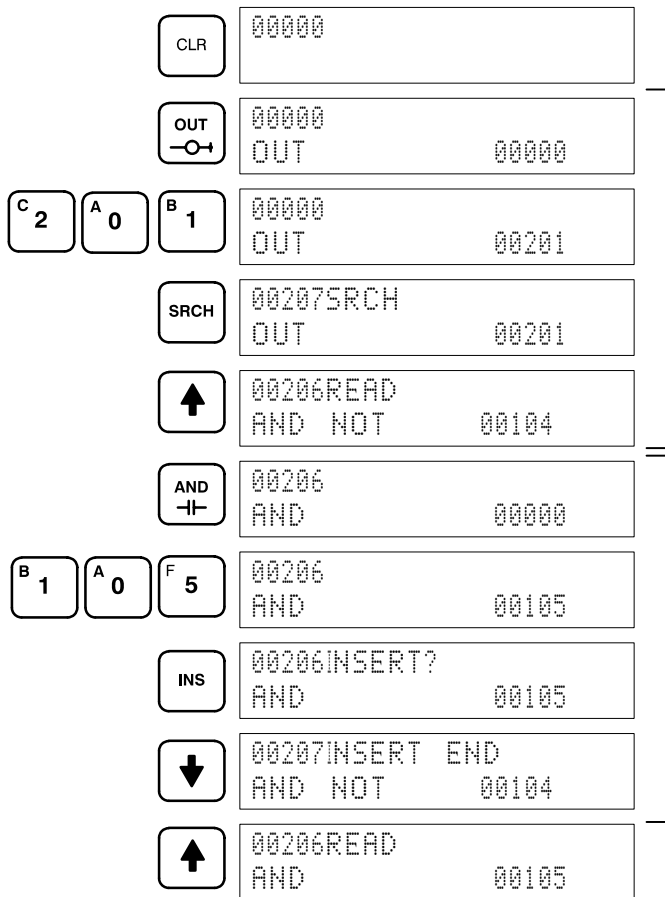 CLR
00000
OUT
00000
OUT 00000
C 2 A 0 B 1
00000
OUT 00201
SRCH
00207SRCH
OUT 00201
00206READ
AND NOT 00104
AND
00206
AND 00000
B 1 A 0 F 5
00206
AND 00105
INS
00206INSERT?
AND 00105
00207INSERT END
AND NOT 00104
00206READ
AND 00105